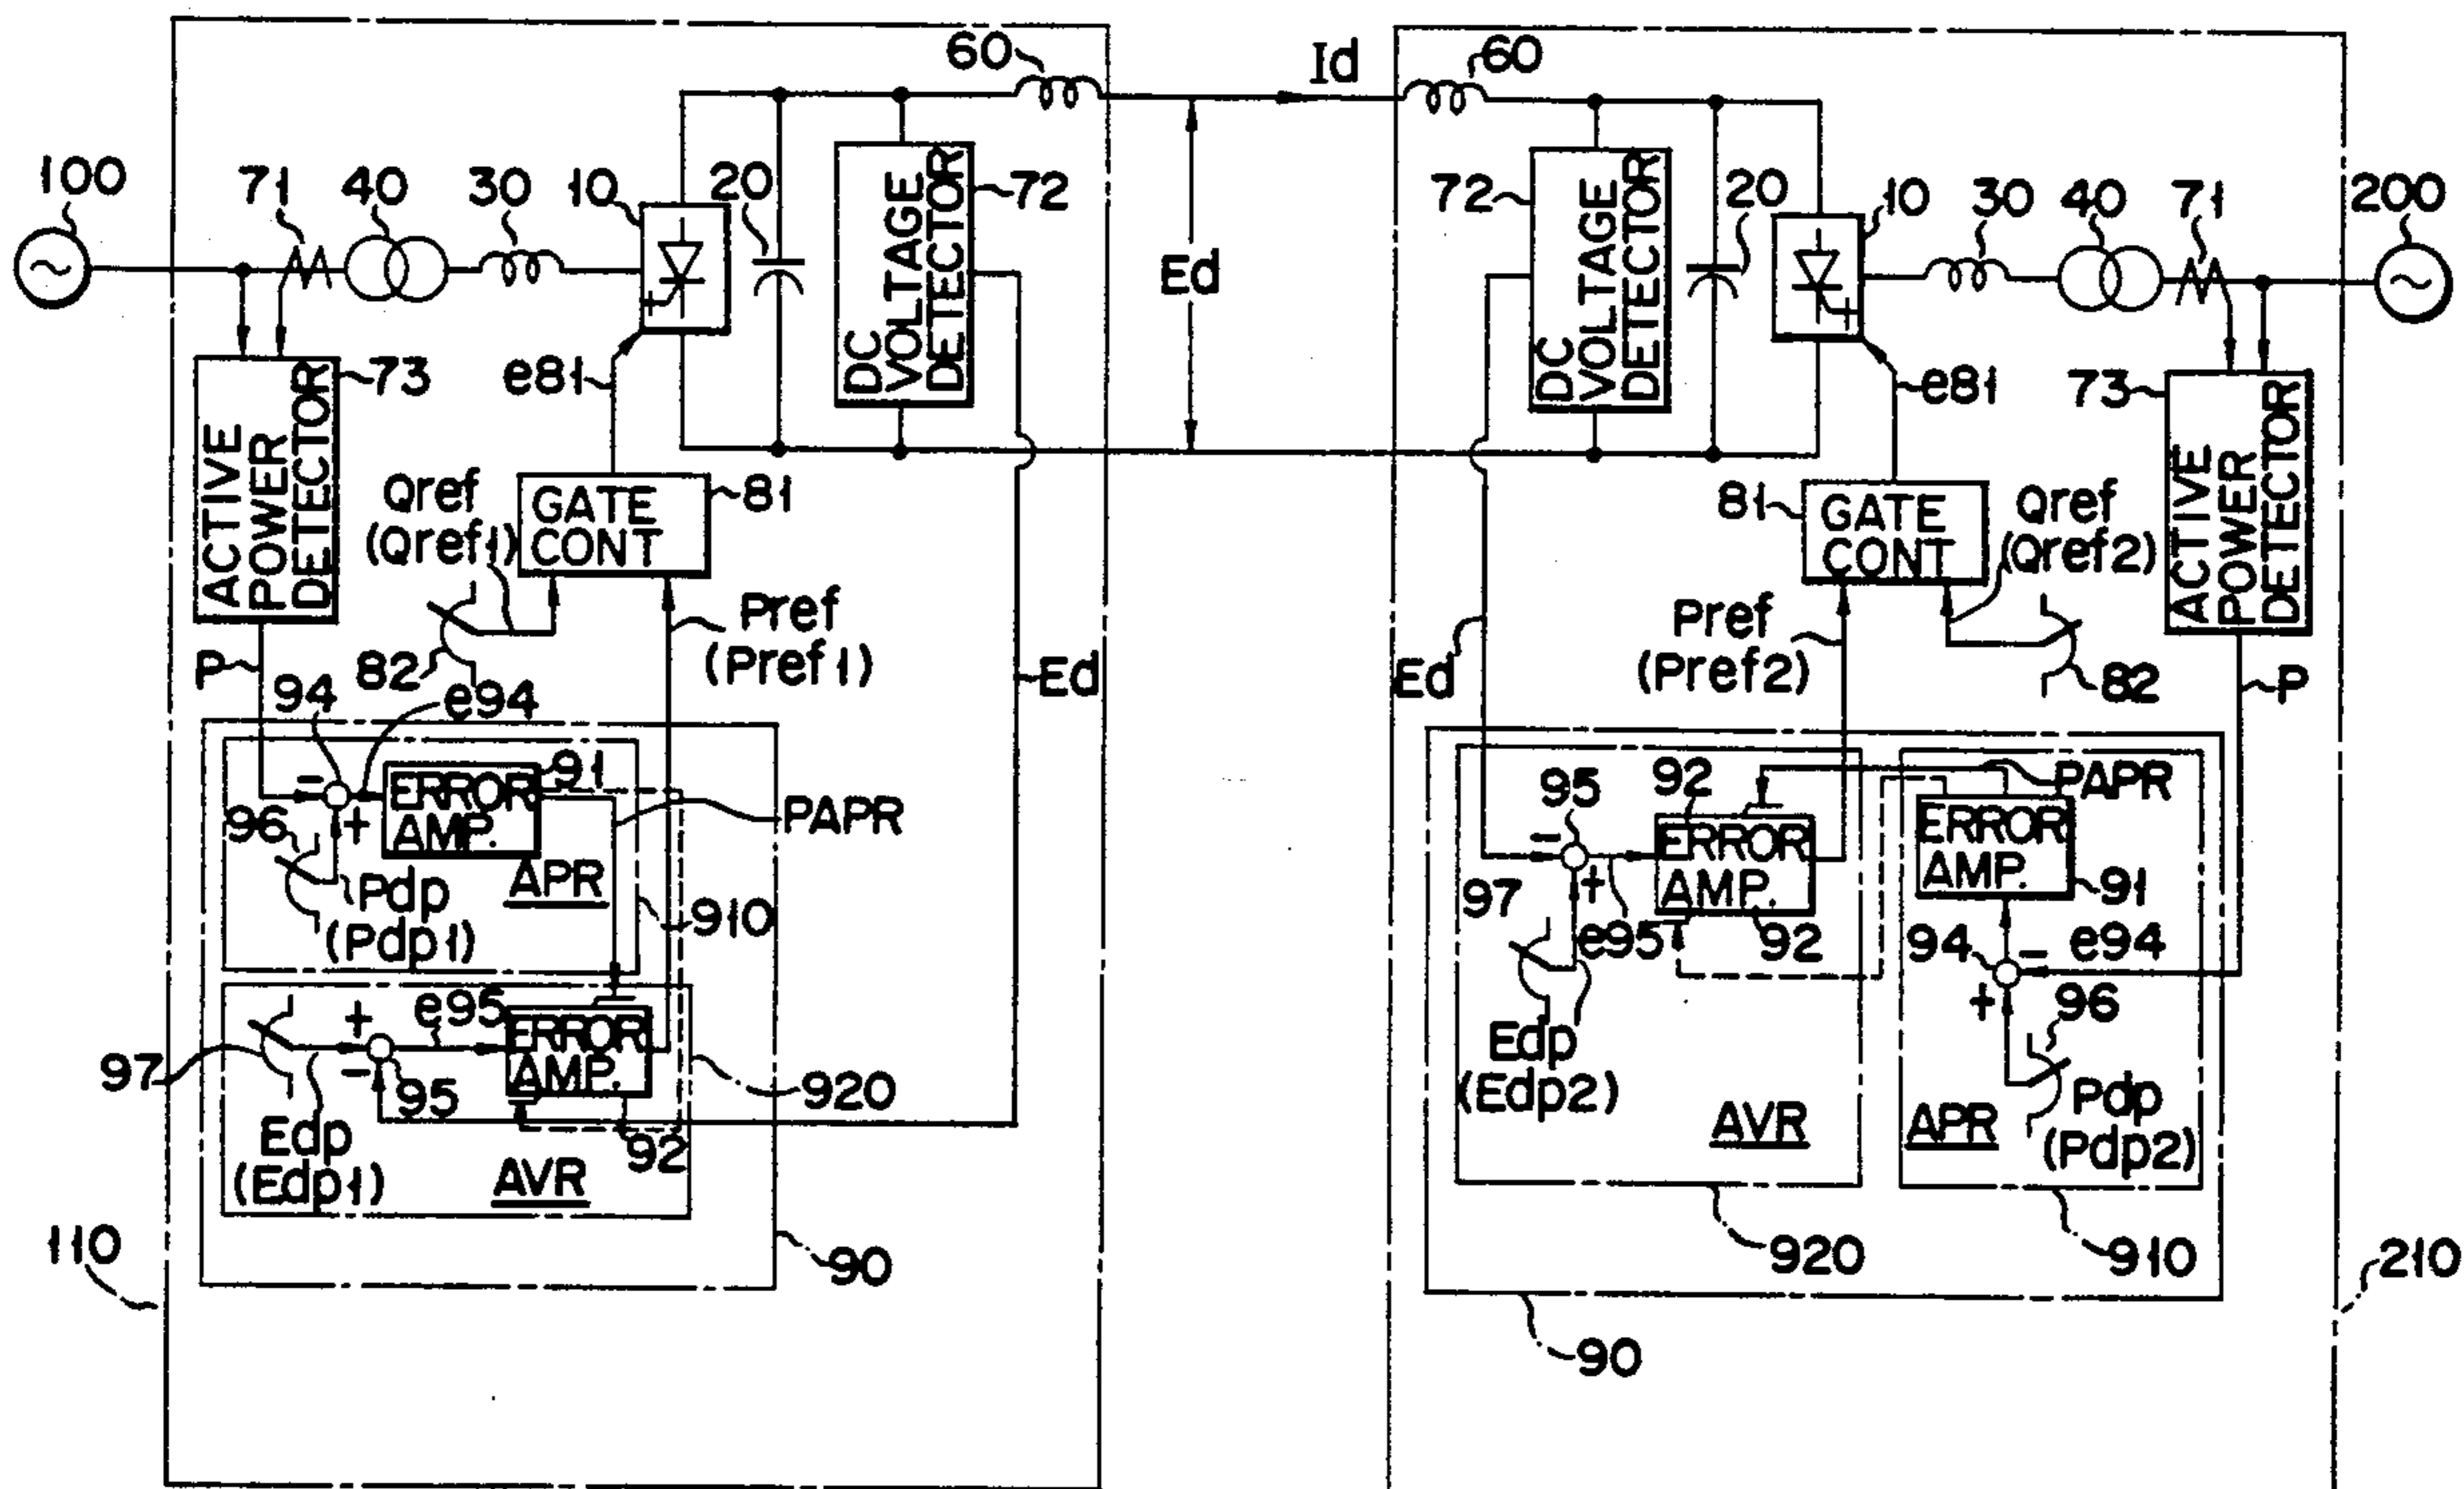 60
Id
60
100
71
40
30
10
20
DC
VOLTAGE
DETECTOR
72
Ed
72
DC
VOLTAGE
DETECTOR
20
10
30
40
71
200
ACTIVE
POWER
DETECTOR
73
e81
Qref
(Qref1)
GATE
CONT
81
82
Pref
(Pref1)
Ed
P
e81
81
GATE
CONT
Qref
(Qref2)
73
ACTIVE
POWER
DETECTOR
Pref
(Pref2)
Ed
82
P
94
e94
-
+
ERROR
AMP.
91
96
Pdp
(Pdp1)
APR
910
PAPR
97
+
-
e95
95
ERROR
AMP.
92
920
Edp
(Edp1)
AVR
110
90
95
-
+
92
ERROR
AMP.
PAPR
97
e95
92
ERROR
AMP.
91
94
-
e94
+
96
Edp
(Edp2)
AVR
APR
Pdp
(Pdp2)
920
910
210
90